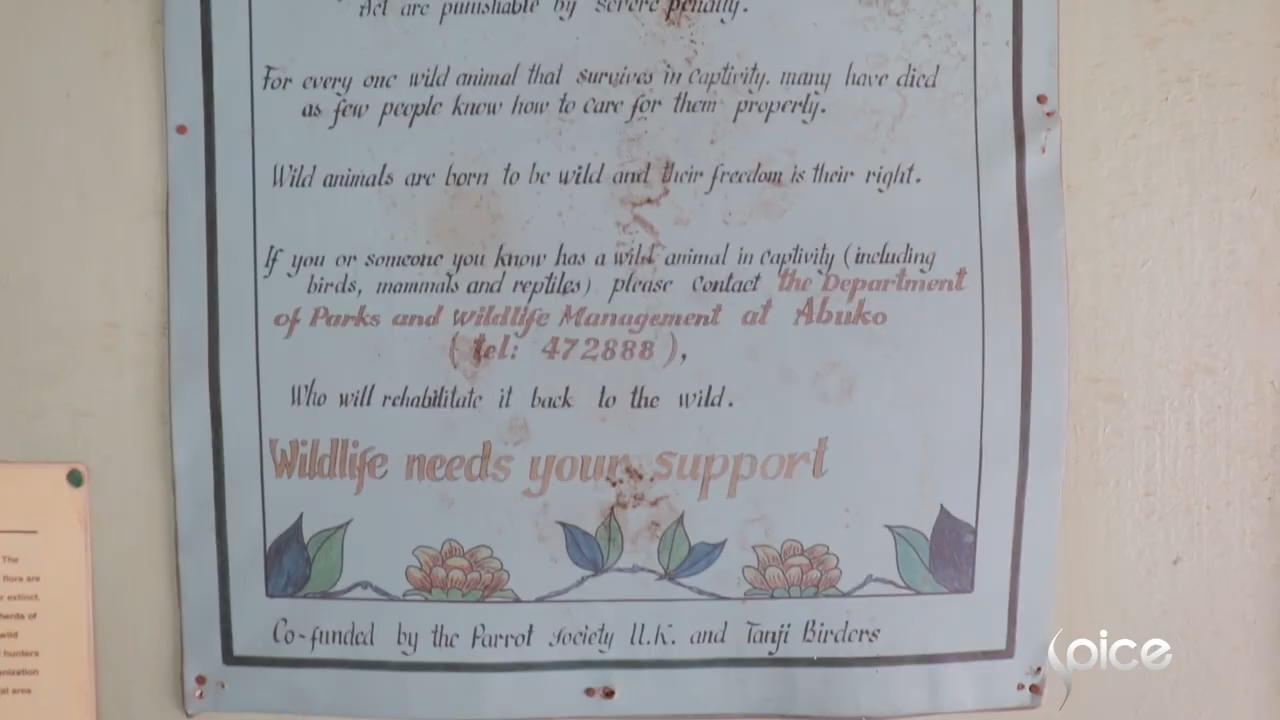 Act are punishable by severe penalty.
For every one wild animal that survives in captivity, many have died
as few people know how to care for them properly.
Wild animals are born to be wild and their freedom is their right.
If you or someone you know has a wild animal in captivity (including
birds, mammals and reptiles) please contact the Department
of Parks and Wildlife Management at Abuko
(tel: 472888),
Who will rehabilitate it back to the wild.
Wildlife needs your support
Co-funded by the Parrot Society U.K. and Tanji Birders
The
flora are
extinct.
herds of
wild
hunters
al area
Spice